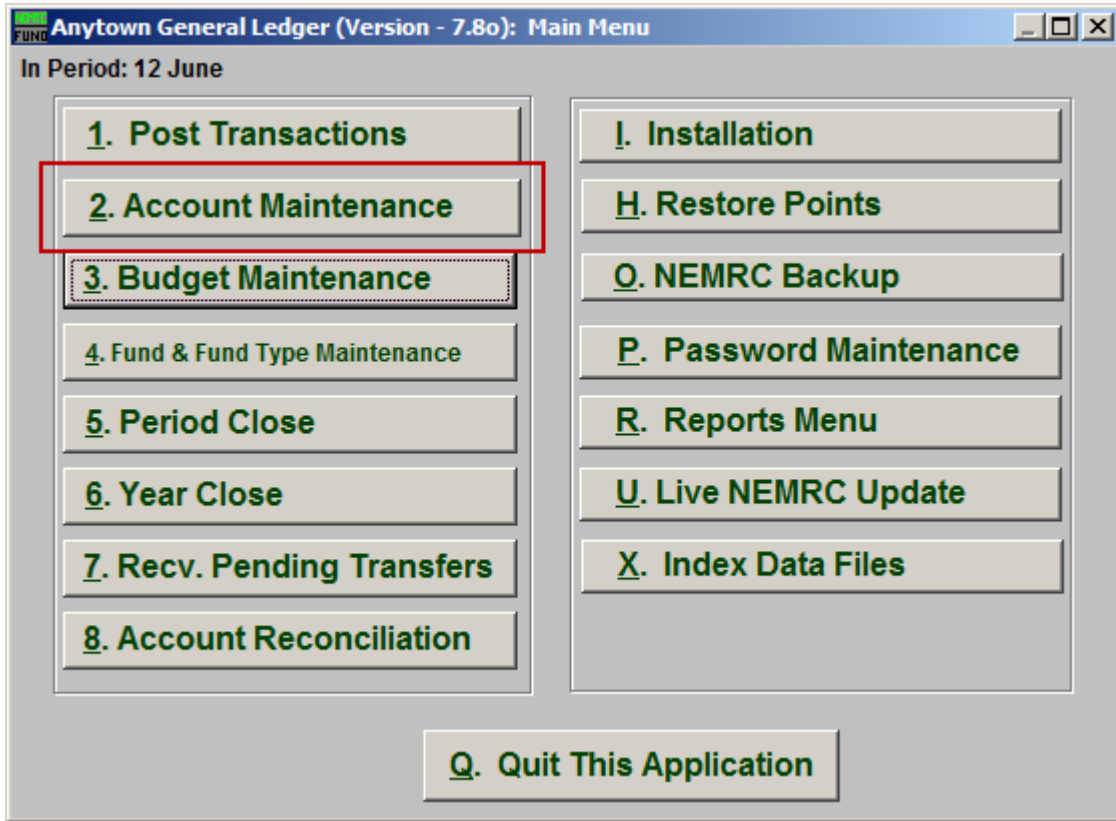 NEMRC
FUND
Anytown General Ledger (Version - 7.8o): Main Menu
In Period: 12 June
1. Post Transactions
2. Account Maintenance
3. Budget Maintenance
4. Fund & Fund Type Maintenance
5. Period Close
6. Year Close
7. Recv. Pending Transfers
8. Account Reconciliation
I. Installation
H. Restore Points
O. NEMRC Backup
P. Password Maintenance
R. Reports Menu
U. Live NEMRC Update
X. Index Data Files
Q. Quit This Application